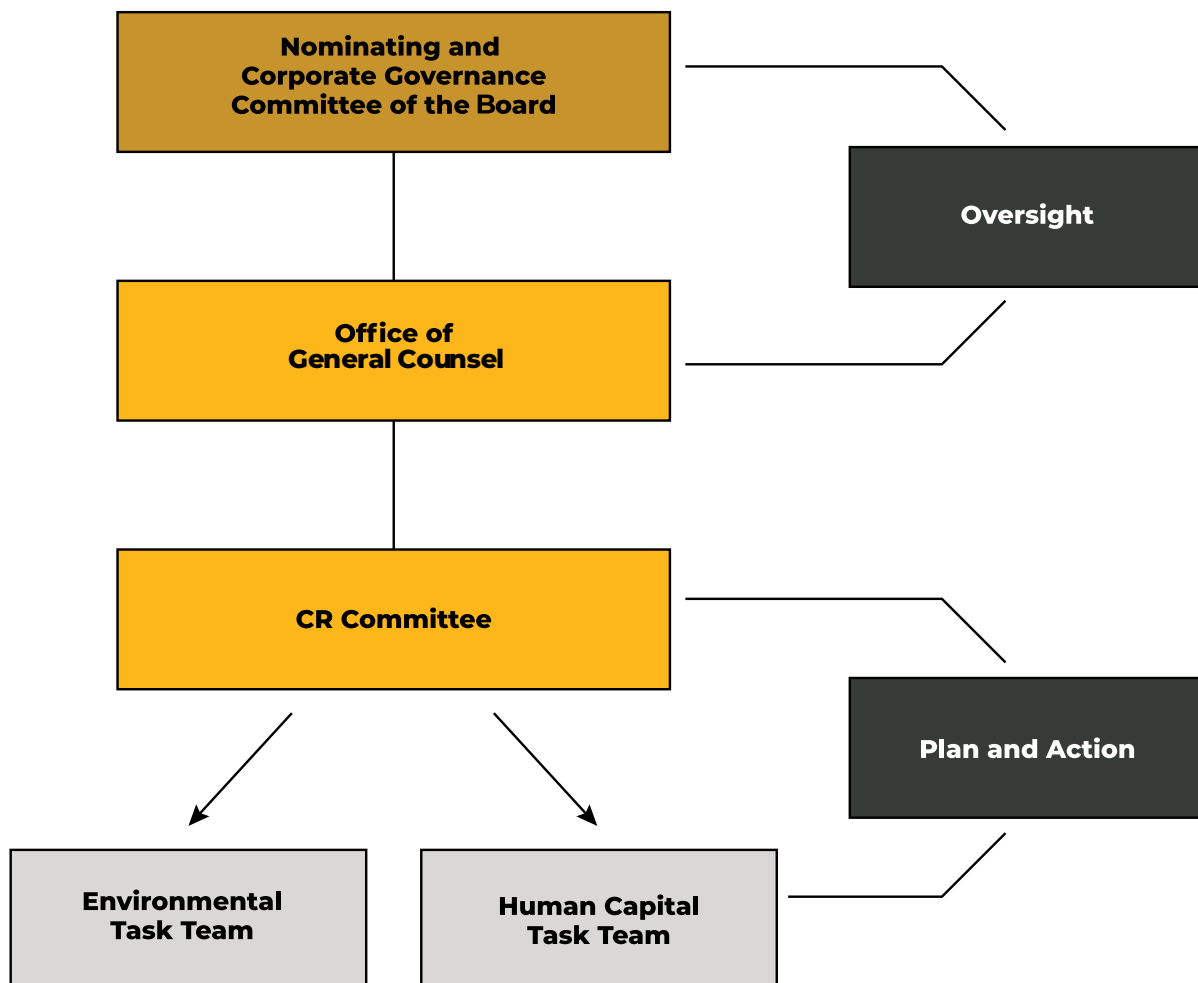 Nominating and
Corporate Governance
Committee of the Board
Oversight
Office of
General Counsel
CR Committee
Plan and Action
Environmental
Task Team
Human Capital
Task Team